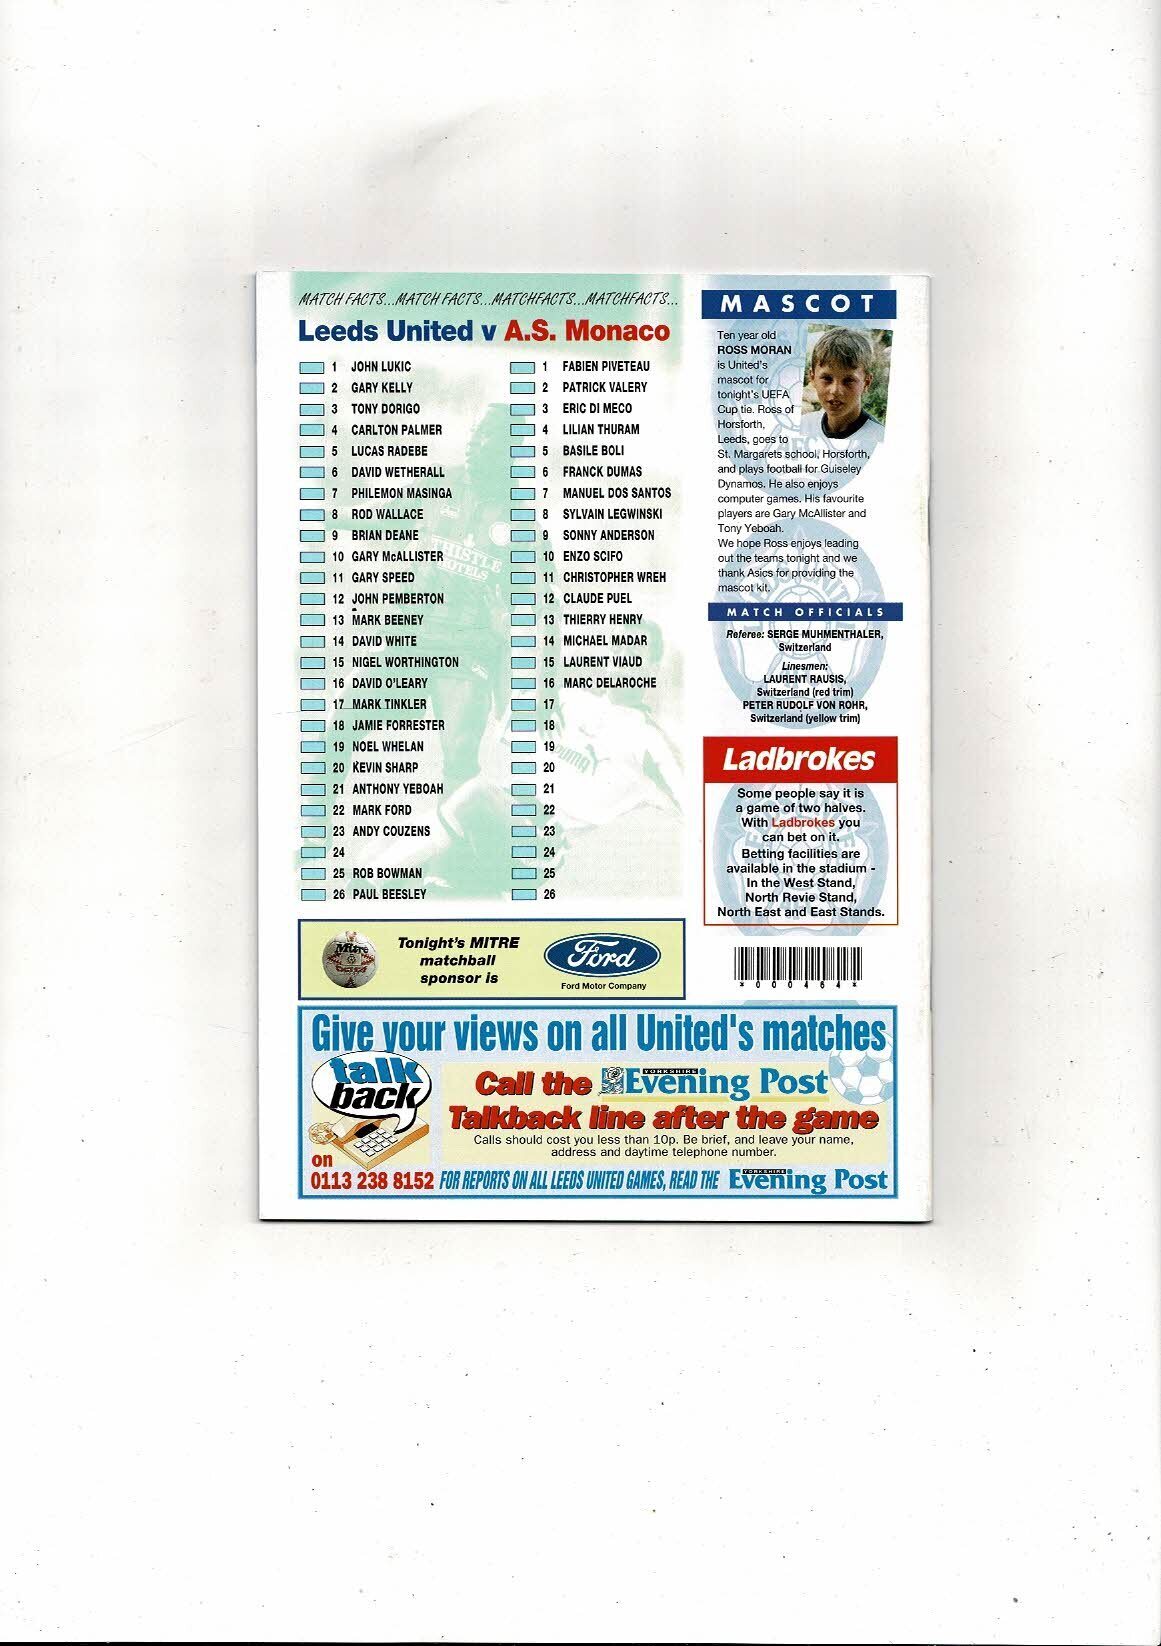 MATCH FACTS...MATCH FACTS...MATCHFACTS...MATCHFACTS...
Leeds United v A.S. Monaco
1 JOHN LUKIC
2 GARY KELLY
3 TONY DORIGO
4 CARLTON PALMER
5 LUCAS RADEBE
6 DAVID WETHERALL
7 PHILEMON MASINGA
8 ROD WALLACE
9 BRIAN DEANE
10 GARY McALLISTER
11 GARY SPEED
12 JOHN PEMBERTON
13 MARK BEENEY
14 DAVID WHITE
15 NIGEL WORTHINGTON
16 DAVID O'LEARY
17 MARK TINKLER
18 JAMIE FORRESTER
19 NOEL WHELAN
20 KEVIN SHARP
21 ANTHONY YEBOAH
22 MARK FORD
23 ANDY COUZENS
24
25 ROB BOWMAN
26 PAUL BEESLEY
1 FABIEN PIVETEAU
2 PATRICK VALERY
3 ERIC DI MECO
4 LILIAN THURAM
5 BASILE BOLI
6 FRANCK DUMAS
7 MANUEL DOS SANTOS
8 SYLVAIN LEGWINSKI
9 SONNY ANDERSON
10 ENZO SCIFO
11 CHRISTOPHER WREH
12 CLAUDE PUEL
13 THIERRY HENRY
14 MICHAEL MADAR
15 LAURENT VIAUD
16 MARC DELAROCHE
17
18
19
20
21
22
23
24
25
26
THISTLE
HOTELS
PUMA
MASCOT
Ten year old
ROSS MORAN
is United's
mascot for
tonight's UEFA
Cup tie. Ross of
Horsforth,
Leeds, goes to
St. Margarets school, Horsforth,
and plays football for Guiseley
Dynamos. He also enjoys
computer games. His favourite
players are Gary McAllister and
Tony Yeboah.
We hope Ross enjoys leading
out the teams tonight and we
thank Asics for providing the
mascot kit.
MATCH OFFICIALS
Referee: SERGE MUHMENTHALER,
Switzerland
Linesmen:
LAURENT RAUSIS,
Switzerland (red trim)
PETER RUDOLF VON ROHR,
Switzerland (yellow trim)
Ladbrokes
Some people say it is
a game of two halves.
With Ladbrokes you
can bet on it.
Betting facilities are
available in the stadium -
In the West Stand,
North Revie Stand,
North East and East Stands.
*000464*
Mitre
Tonight's MITRE
matchball
sponsor is
Ford
Ford Motor Company
Give your views on all United's matches
talk
back
Call the YORKSHIRE Evening Post
Talkback line after the game
Calls should cost you less than 10p. Be brief, and leave your name,
address and daytime telephone number.
on
0113 238 8152 FOR REPORTS ON ALL LEEDS UNITED GAMES, READ THE YORKSHIRE Evening Post